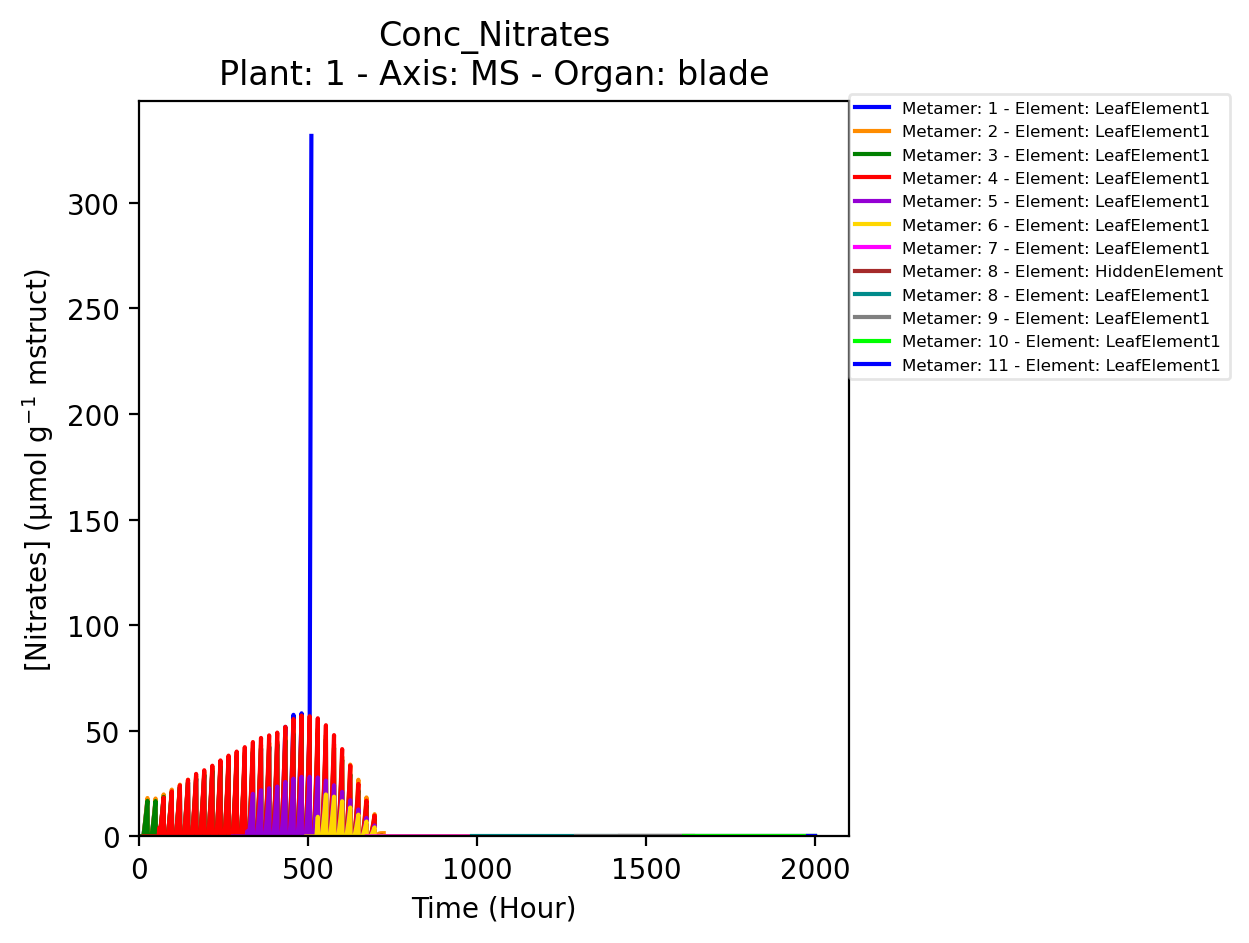 Conc_Nitrates
Plant: 1 - Axis: MS - Organ: blade
Metamer: 1 - Element: LeafElement1
Metamer: 2 - Element: LeafElement1
Metamer: 3 - Element: LeafElement1
Metamer: 4 - Element: LeafElement1
Metamer: 5 - Element: LeafElement1
Metamer: 6 - Element: LeafElement1
Metamer: 7 - Element: LeafElement1
Metamer: 8 - Element: HiddenElement
Metamer: 8 - Element: LeafElement1
Metamer: 9 - Element: LeafElement1
Metamer: 10 - Element: LeafElement1
Metamer: 11 - Element: LeafElement1
[Nitrates] (µmol g⁻¹ mstruct)
300
250
200
150
100
50
0
0 500 1000 1500 2000
Time (Hour)